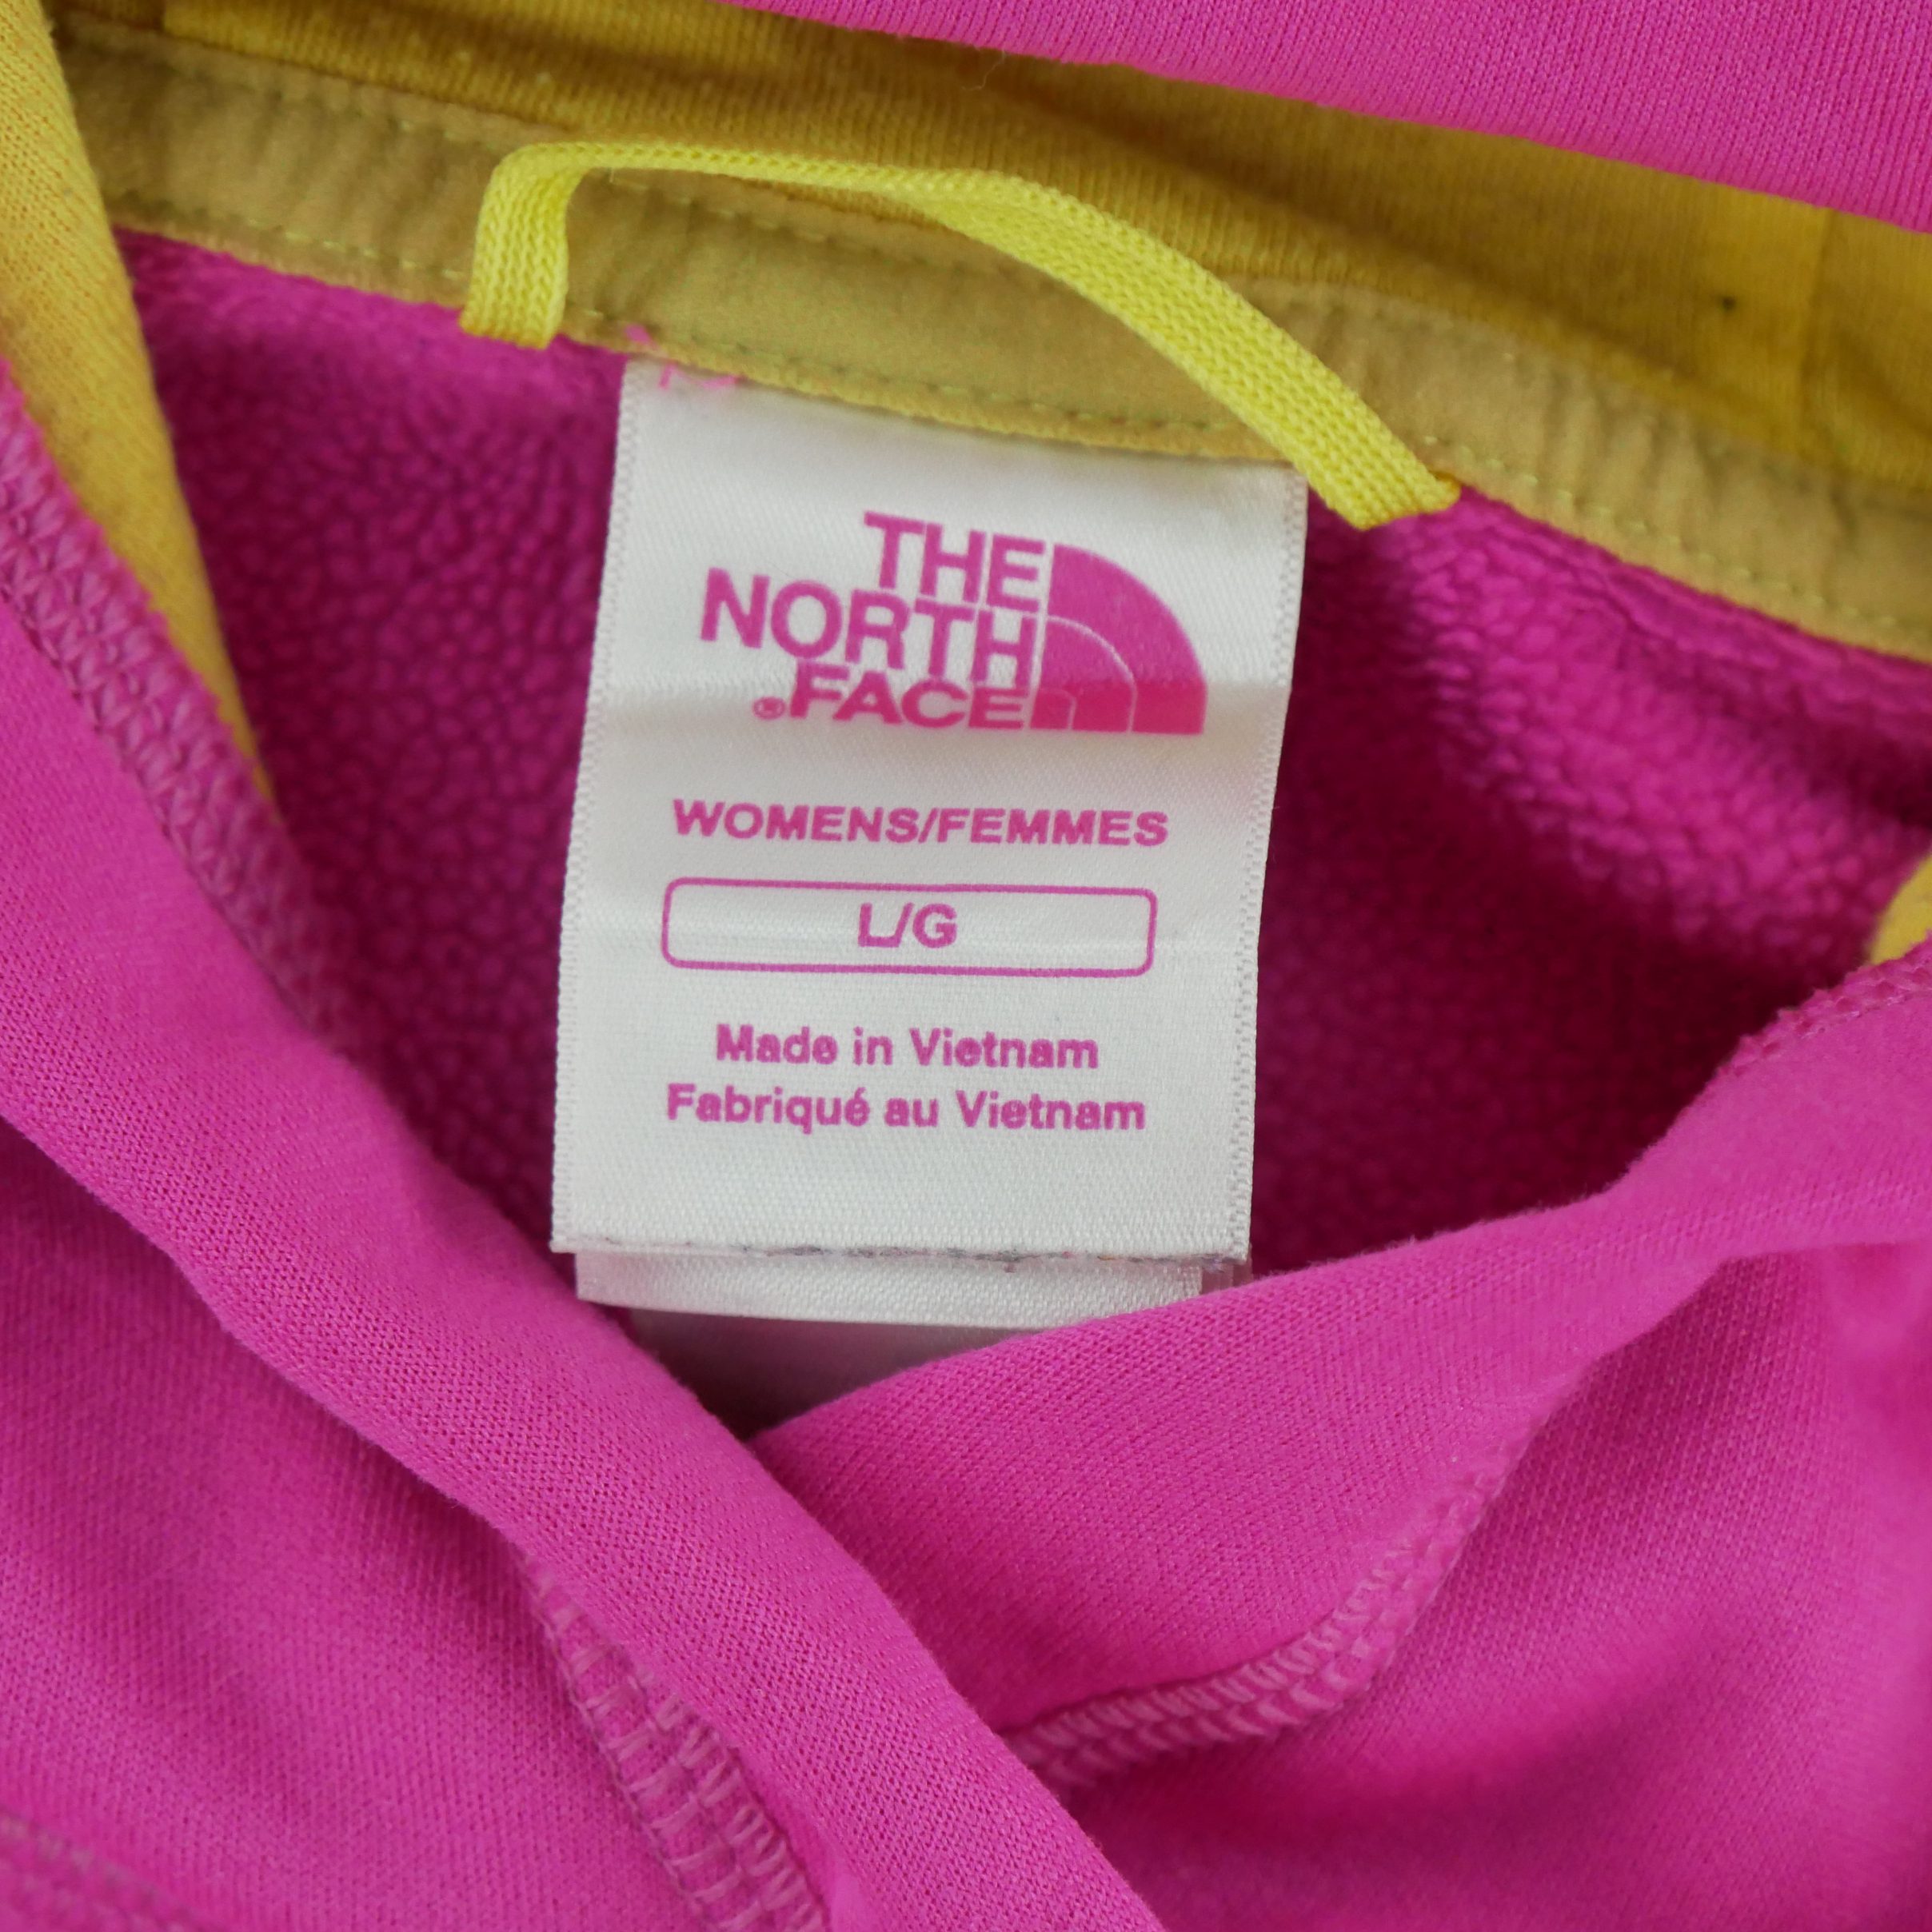 THE
NORTH
®FACE
WOMENS/FEMMES
L/G
Made in Vietnam
Fabriqué au Vietnam